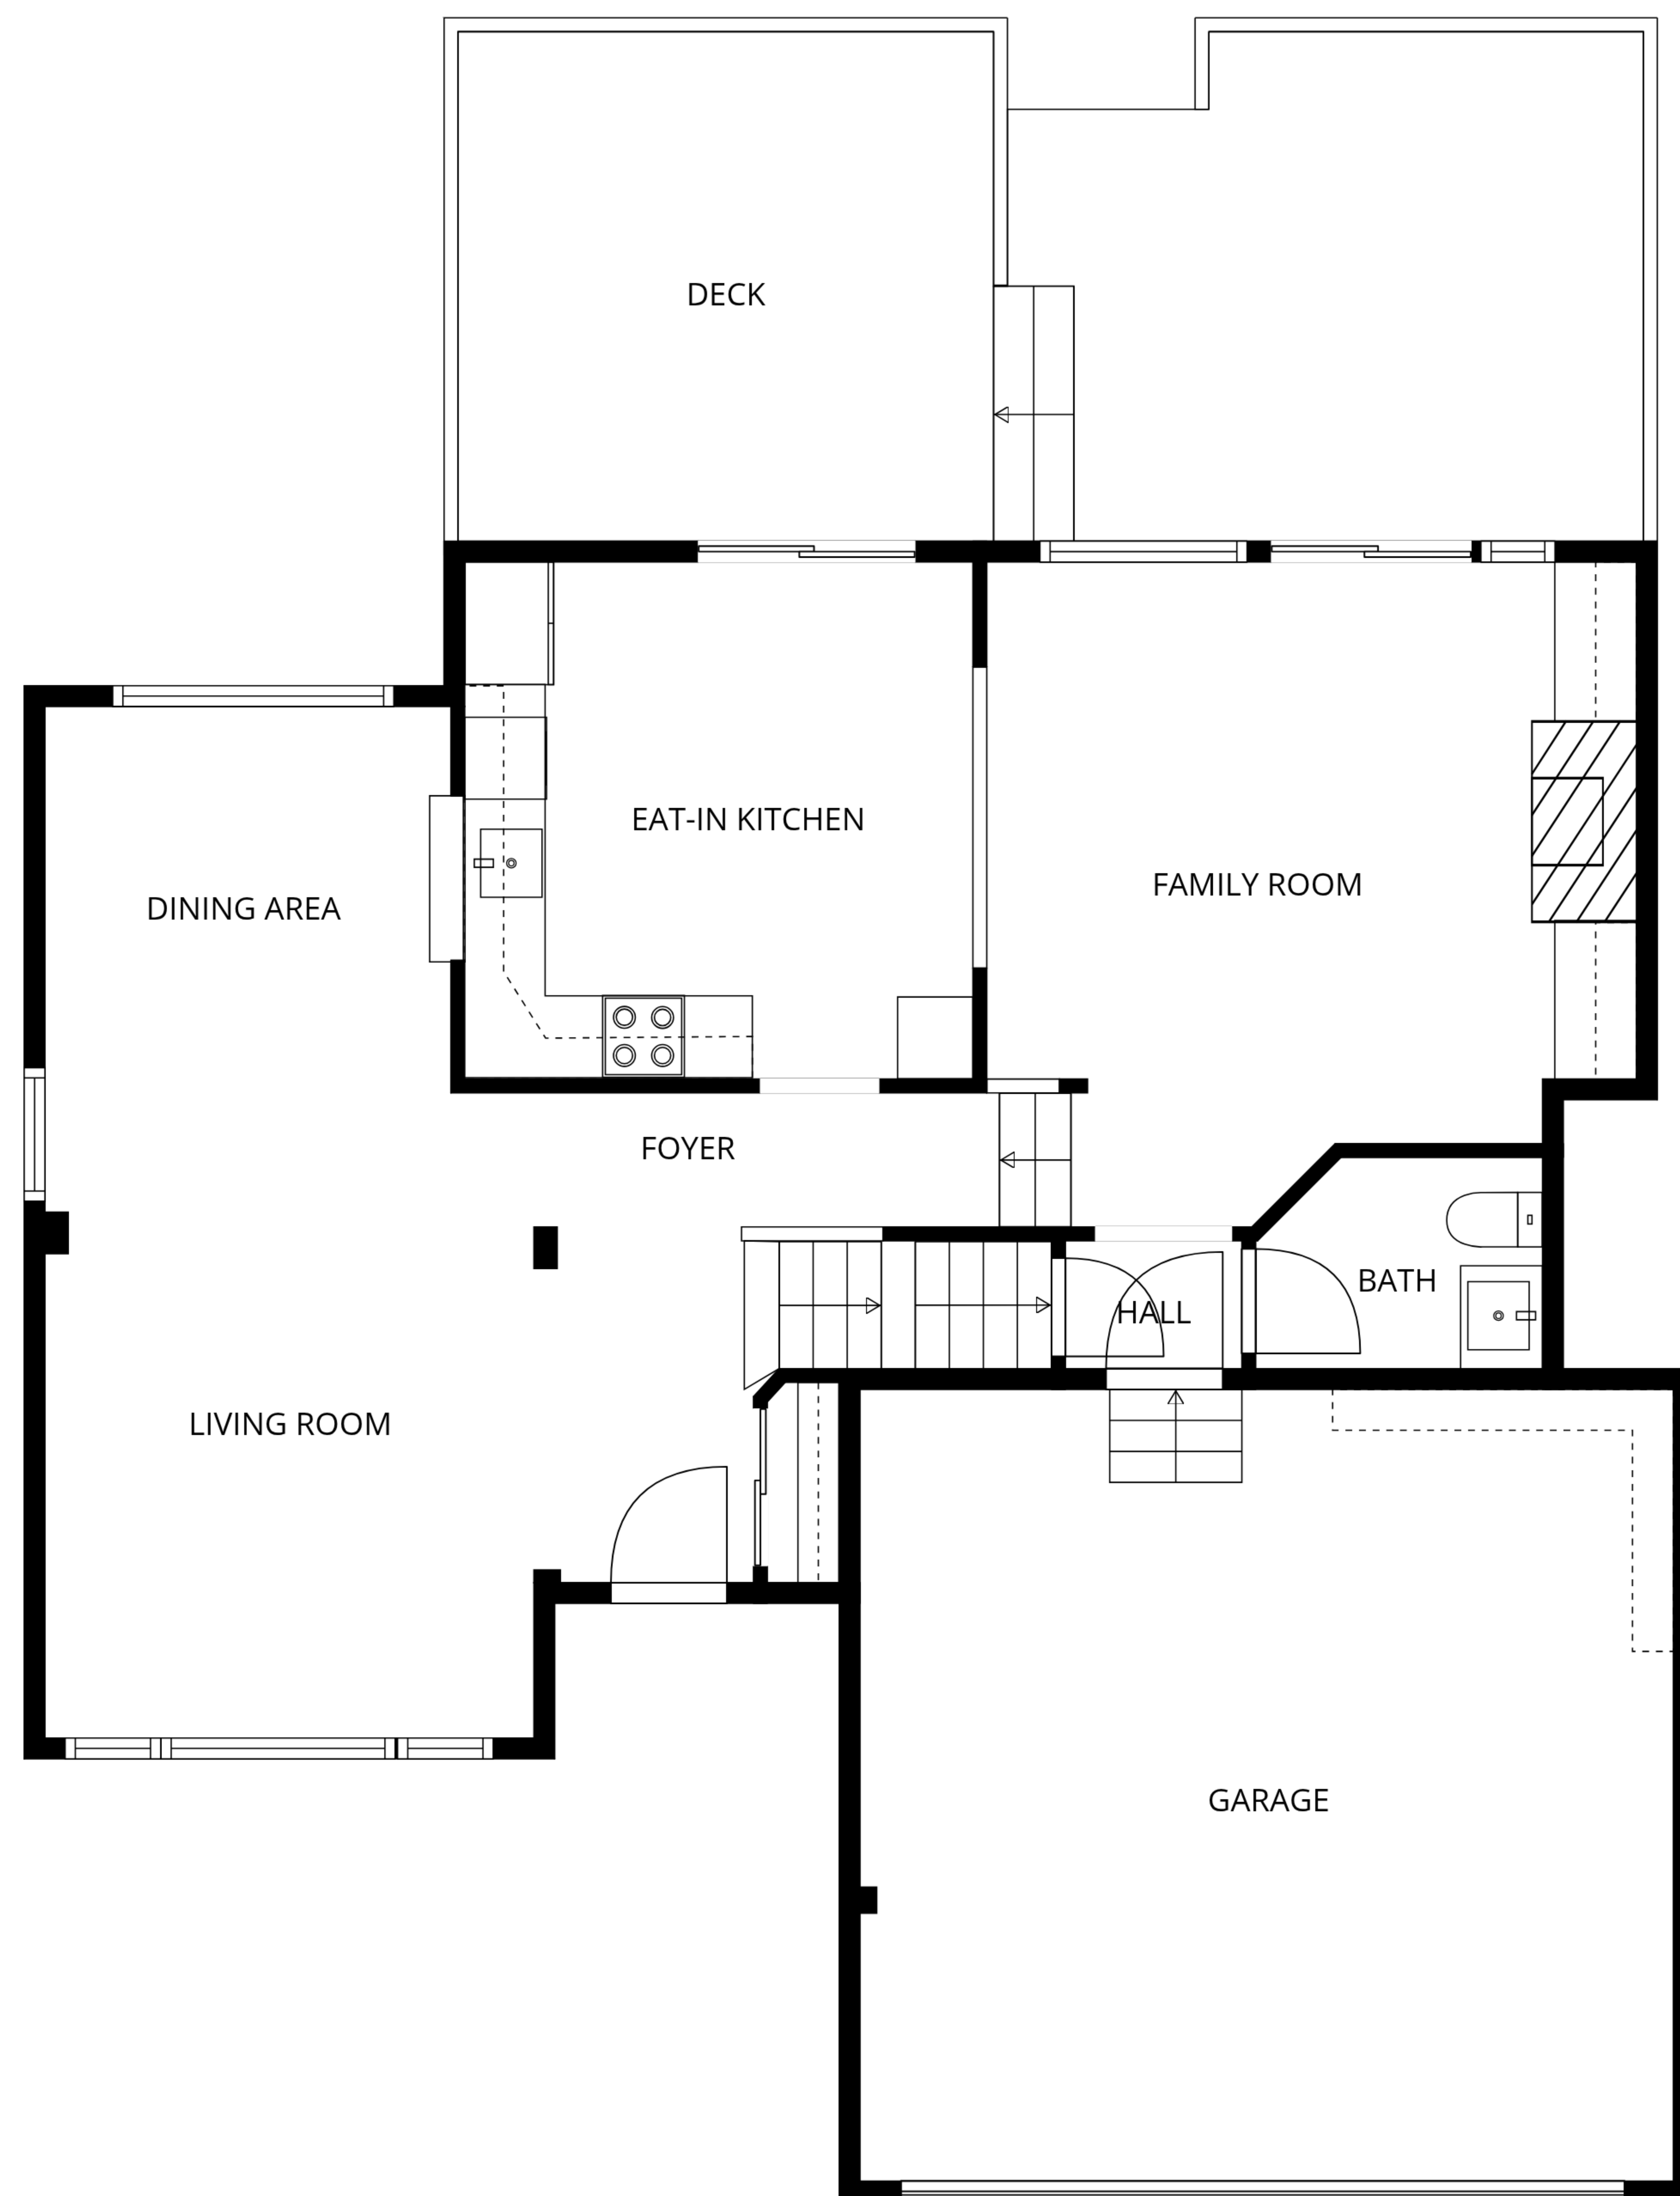 DECK
EAT-IN KITCHEN
FAMILY ROOM
DINING AREA
FOYER
BATH
HALL
LIVING ROOM
GARAGE